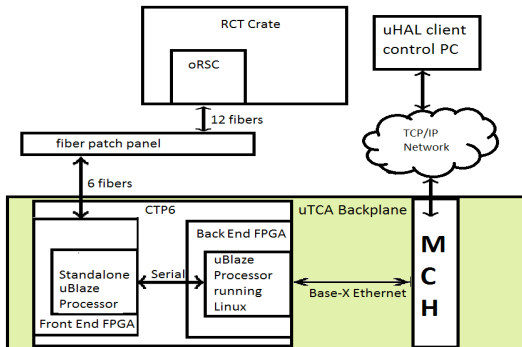 RCT Crate
oRSC
uHAL client
control PC
12 fibers
TCP/IP
Network
fiber patch panel
6 fibers
CTP6
uTCA Backplane
Back End FPGA
Standalone
uBlaze
Processor
Serial
uBlaze
Processor
running
Linux
Base-X Ethernet
M
C
H
Front End FPGA